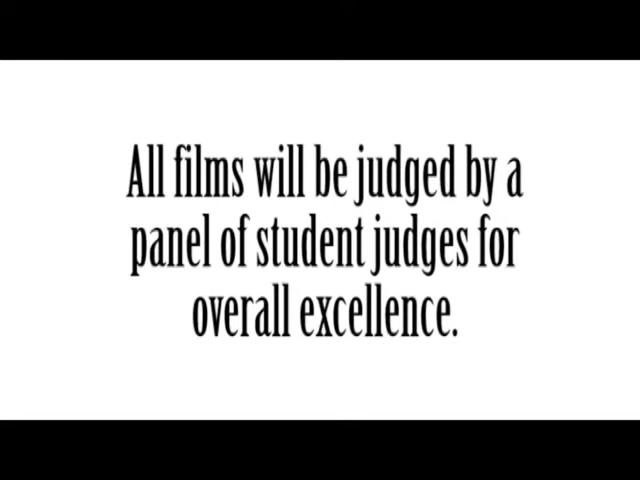 All films will be judged by a
panel of student judges for
overall excellence.